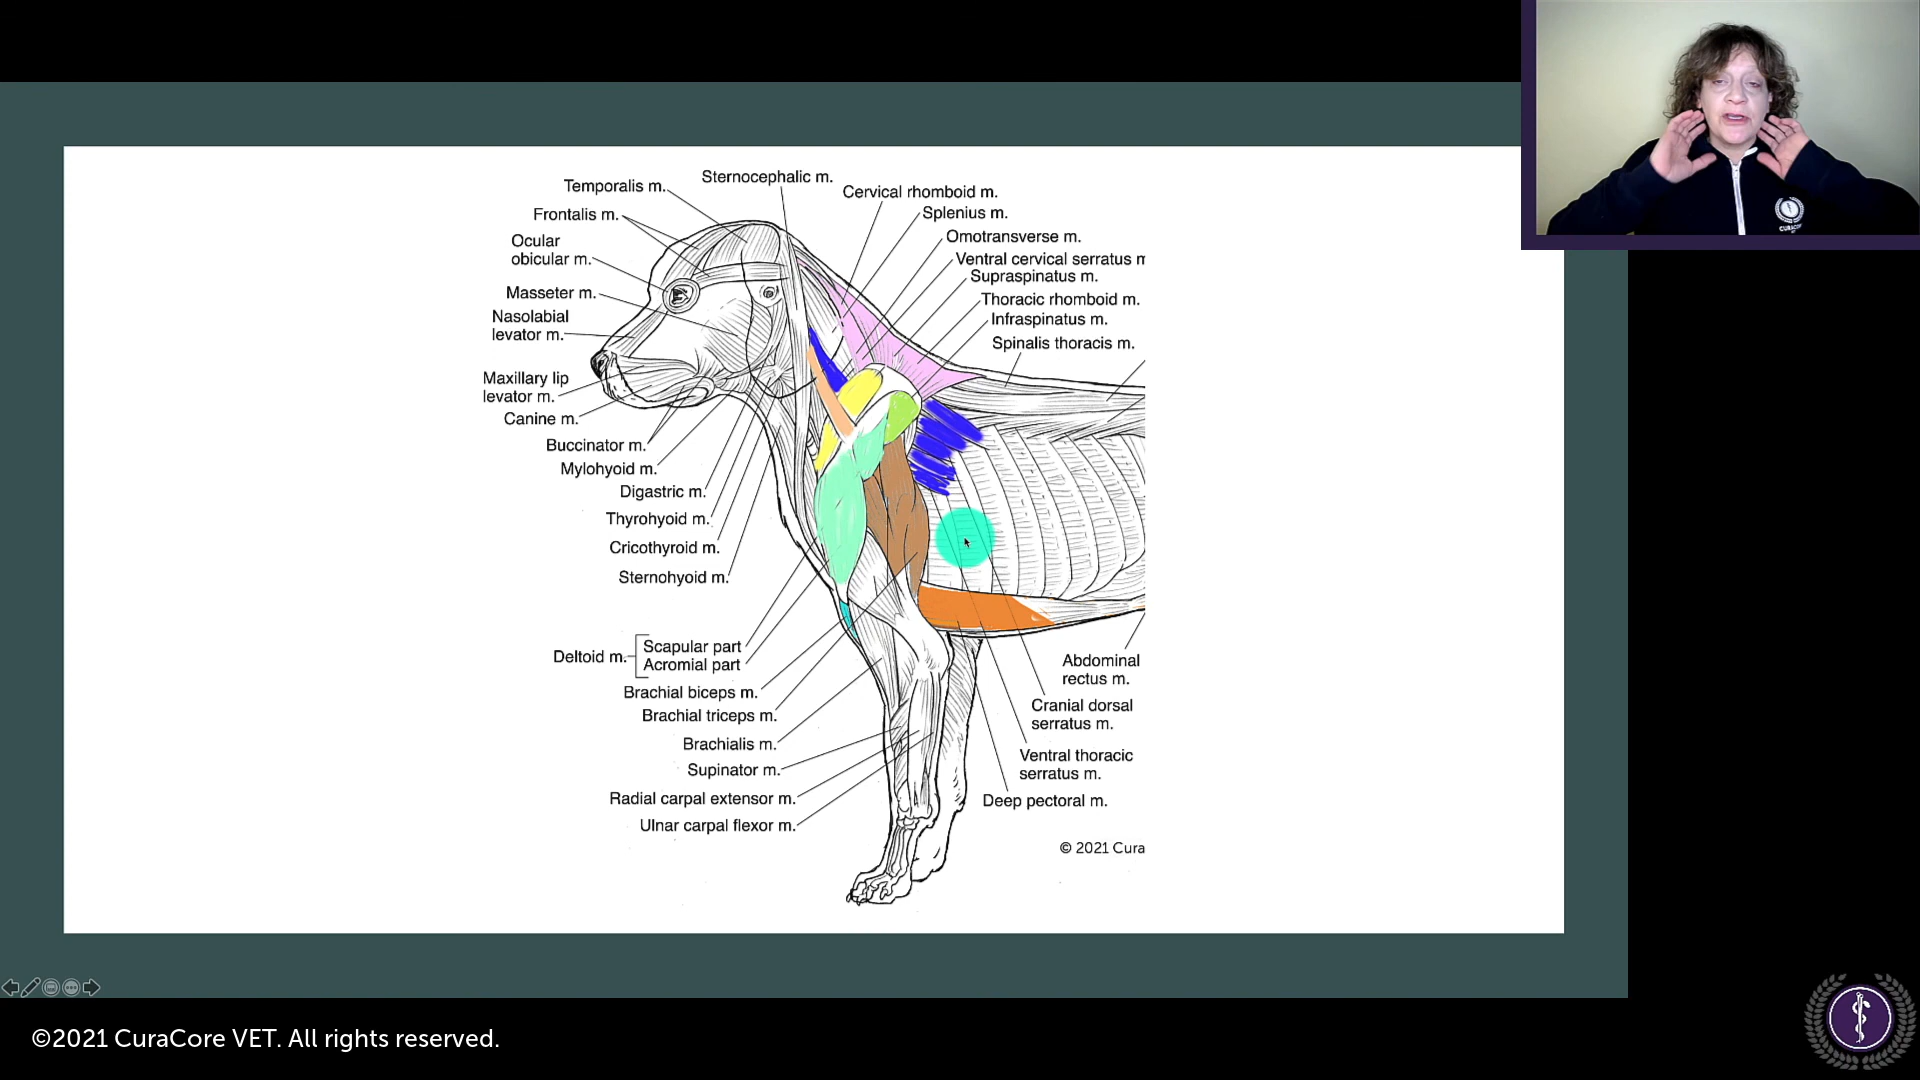 Sternocephalic m.
Temporalis m.
Cervical rhomboid m.
Frontalis m.
Splenius m.
Omotransverse m.
Ocular
obicular m.
Ventral cervical serratus m
Supraspinatus m.
Masseter m.
Thoracic rhomboid m.
Nasolabial
levator m.
Infraspinatus m.
Spinalis thoracis m.
Maxillary lip
levator m.
Canine m.
Buccinator m.
Mylohyoid m.
Digastric m.
Thyrohyoid m.
Cricothyroid m.
Sternohyoid m.
Deltoid m.
Scapular part
Acromial part
Brachial biceps m.
Brachial triceps m.
Brachialis m.
Supinator m.
Radial carpal extensor m.
Ulnar carpal flexor m.
Abdominal
rectus m.
Cranial dorsal
serratus m.
Ventral thoracic
serratus m.
Deep pectoral m.
© 2021 Cura
©2021 CuraCore VET. All rights reserved.